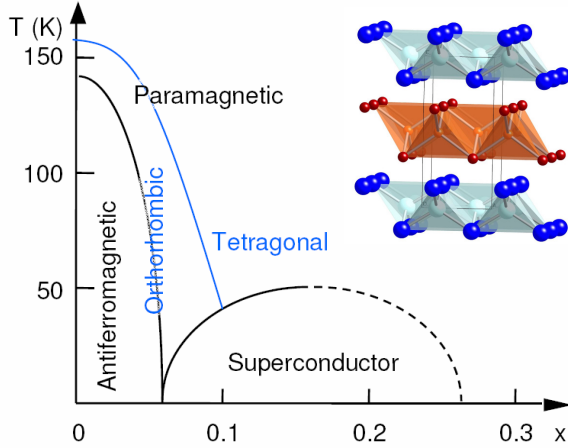 T (K)
150
Paramagnetic
100
Antiferromagnetic
Orthorhombic
Tetragonal
50
Superconductor
0
0.1
0.2
0.3
x